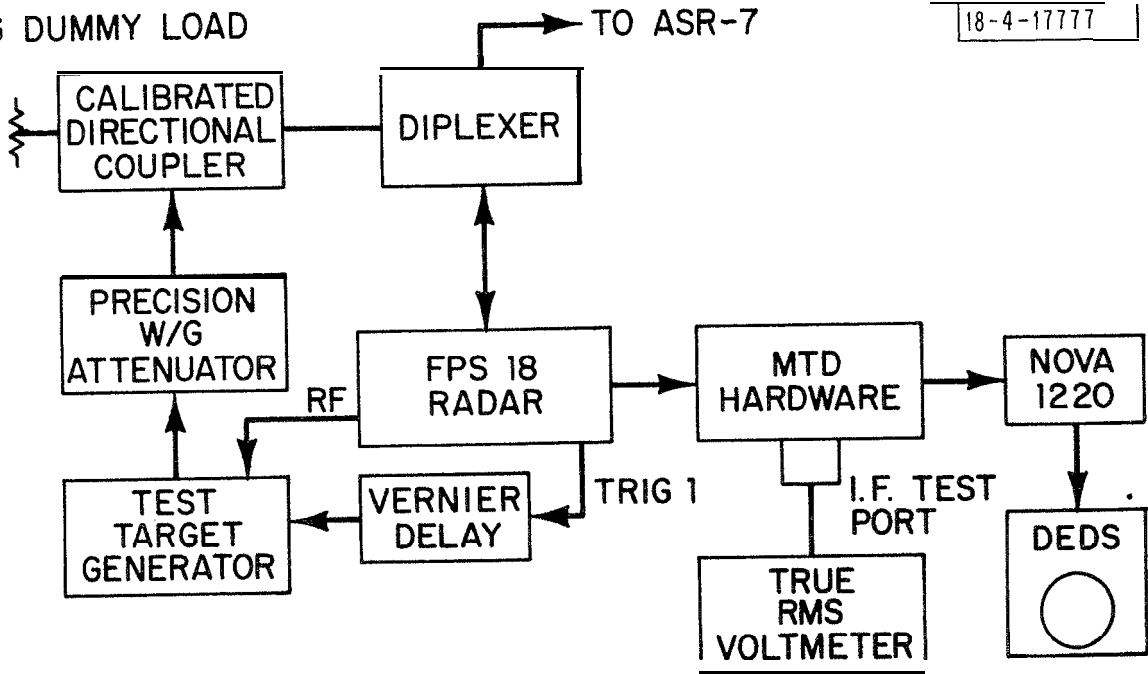 DUMMY LOAD
TO ASR-7
18-4-17777
CALIBRATED
DIRECTIONAL
COUPLER
DIPLEXER
PRECISION
W/G
ATTENUATOR
RF
FPS 18
RADAR
MTD
HARDWARE
NOVA
1220
TEST
TARGET
GENERATOR
VERNIER
DELAY
TRIG 1
I.F. TEST
PORT
TRUE
RMS
VOLTMETER
DEDS